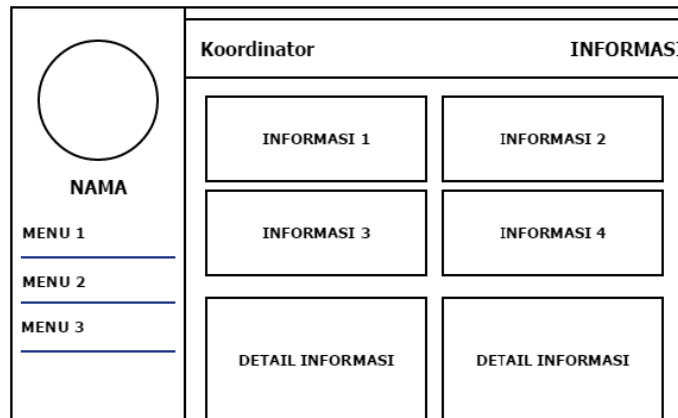 NAMA
MENU 1
MENU 2
MENU 3
Koordinator INFORMASI
INFORMASI 1 INFORMASI 2
INFORMASI 3 INFORMASI 4
DETAIL INFORMASI DETAIL INFORMASI